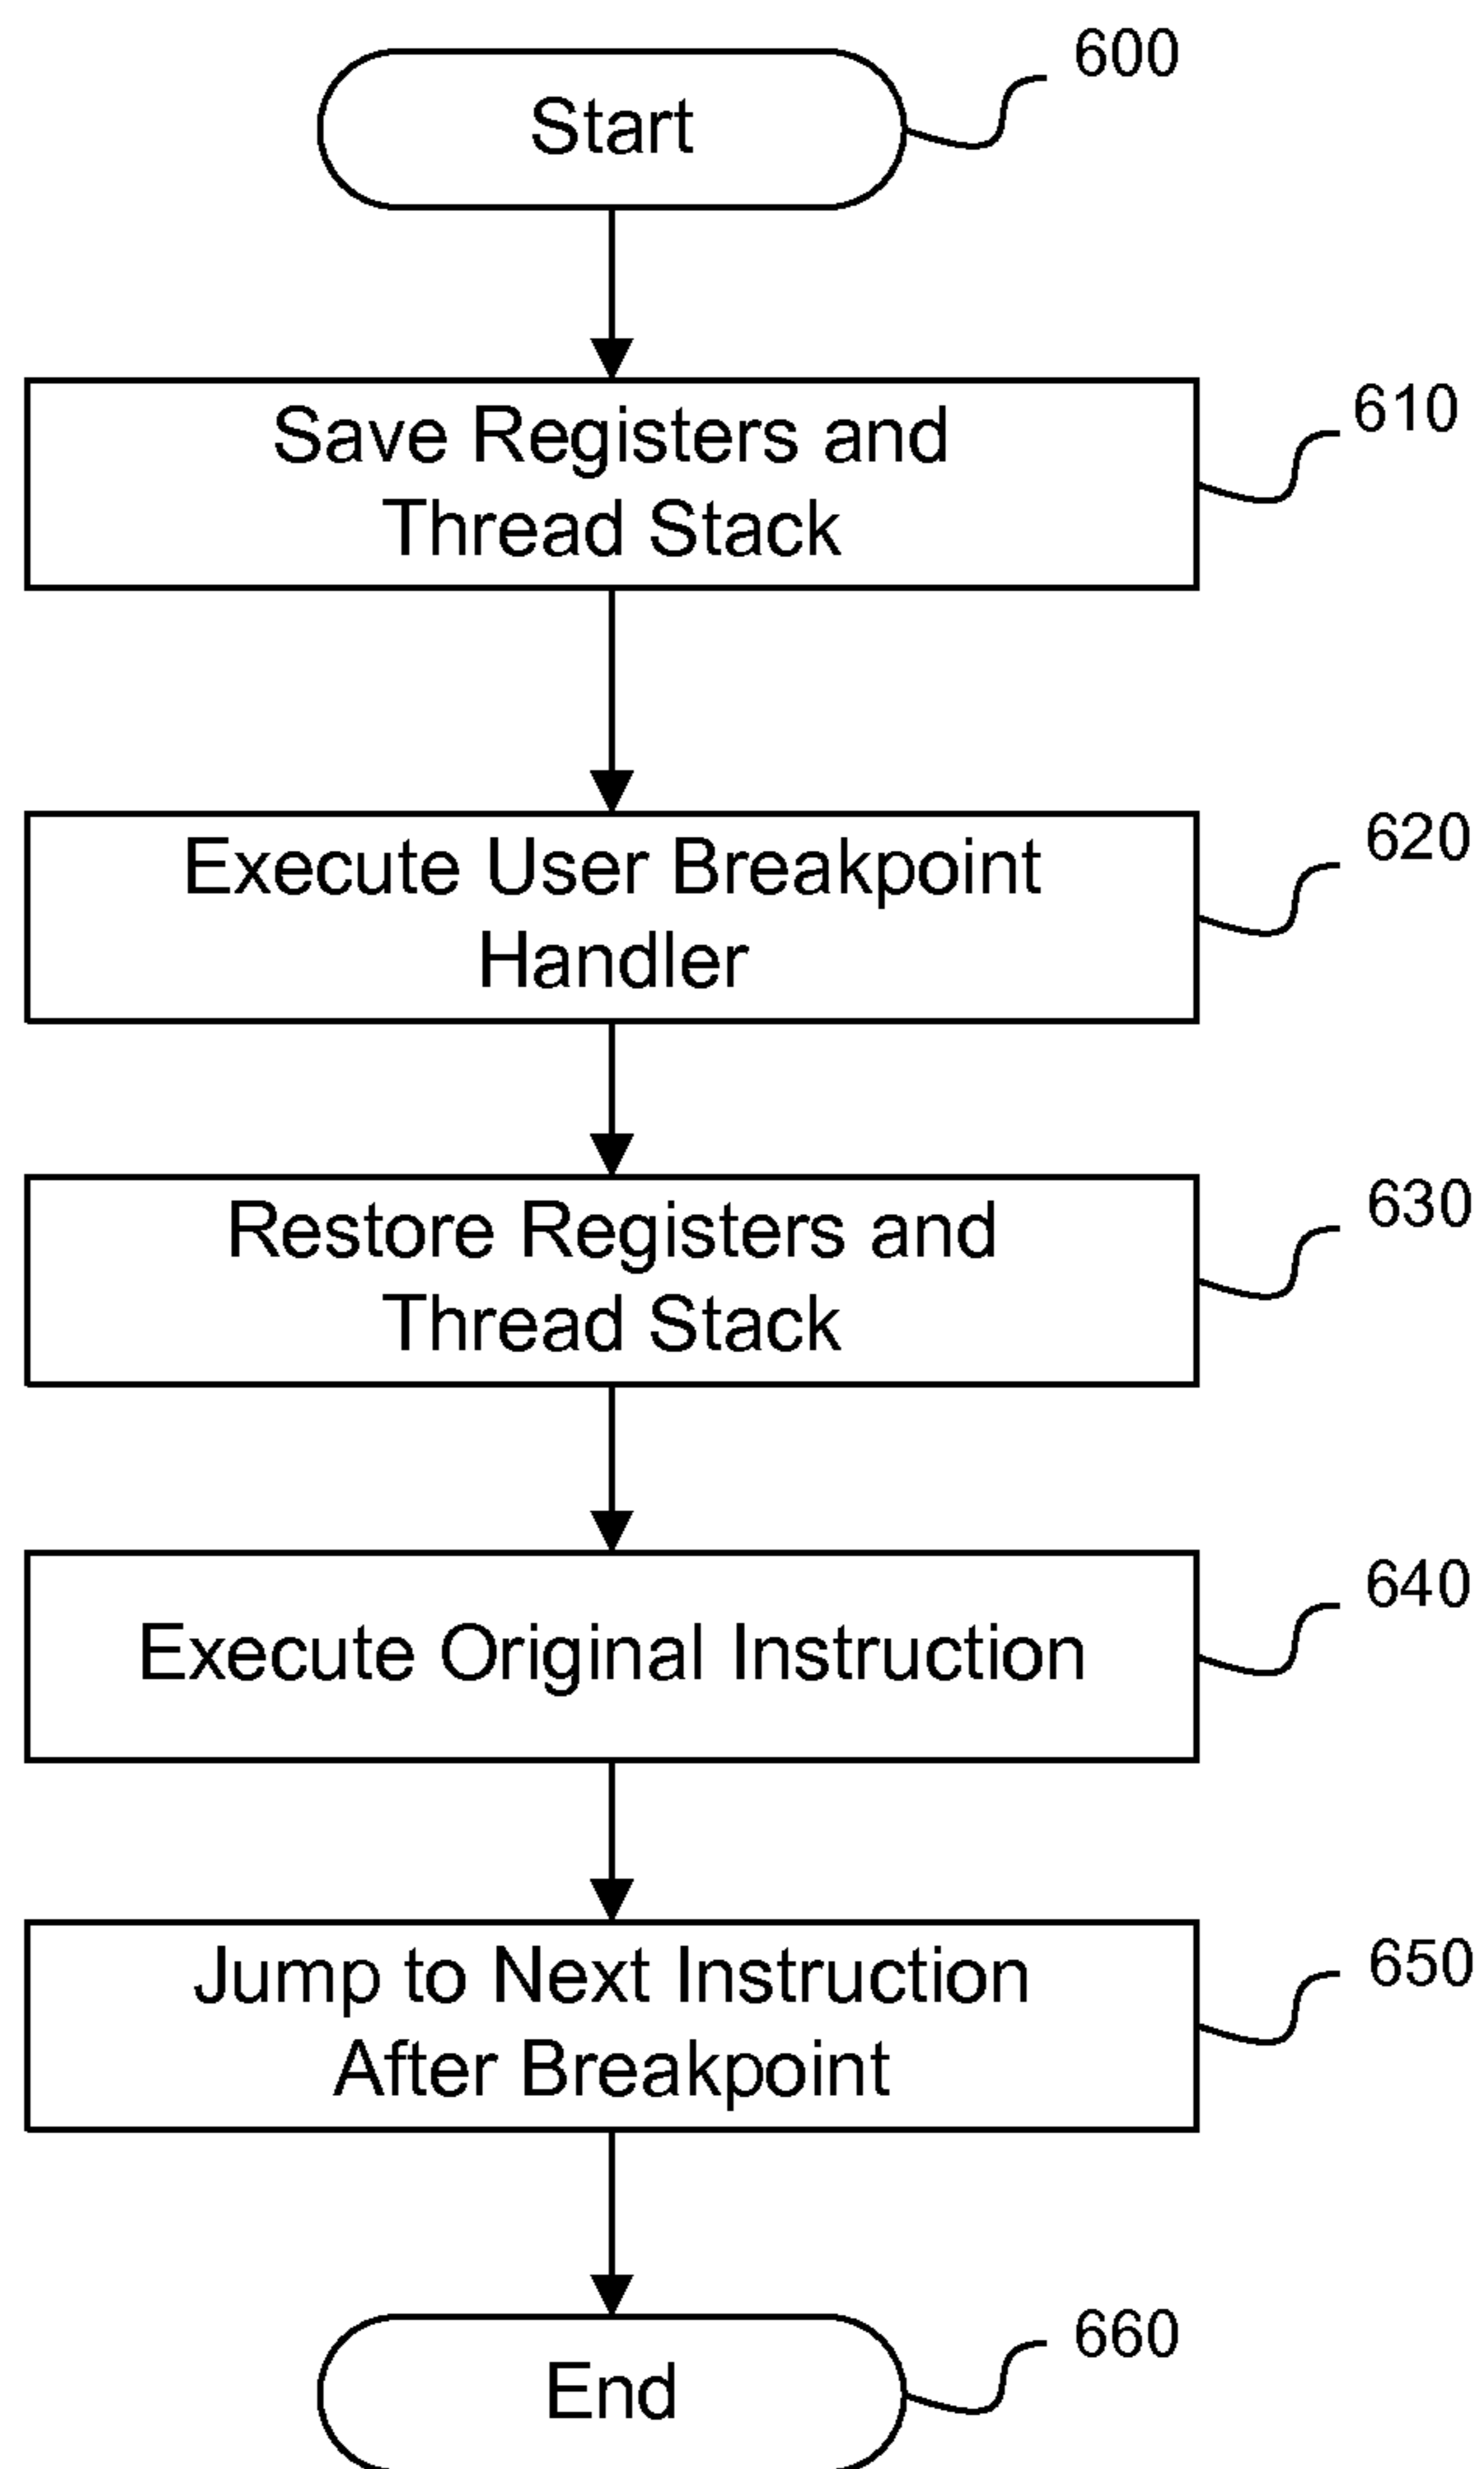 600
Start
610
Save Registers and
Thread Stack
620
Execute User Breakpoint
Handler
630
Restore Registers and
Thread Stack
640
Execute Original Instruction
650
Jump to Next Instruction
After Breakpoint
660
End